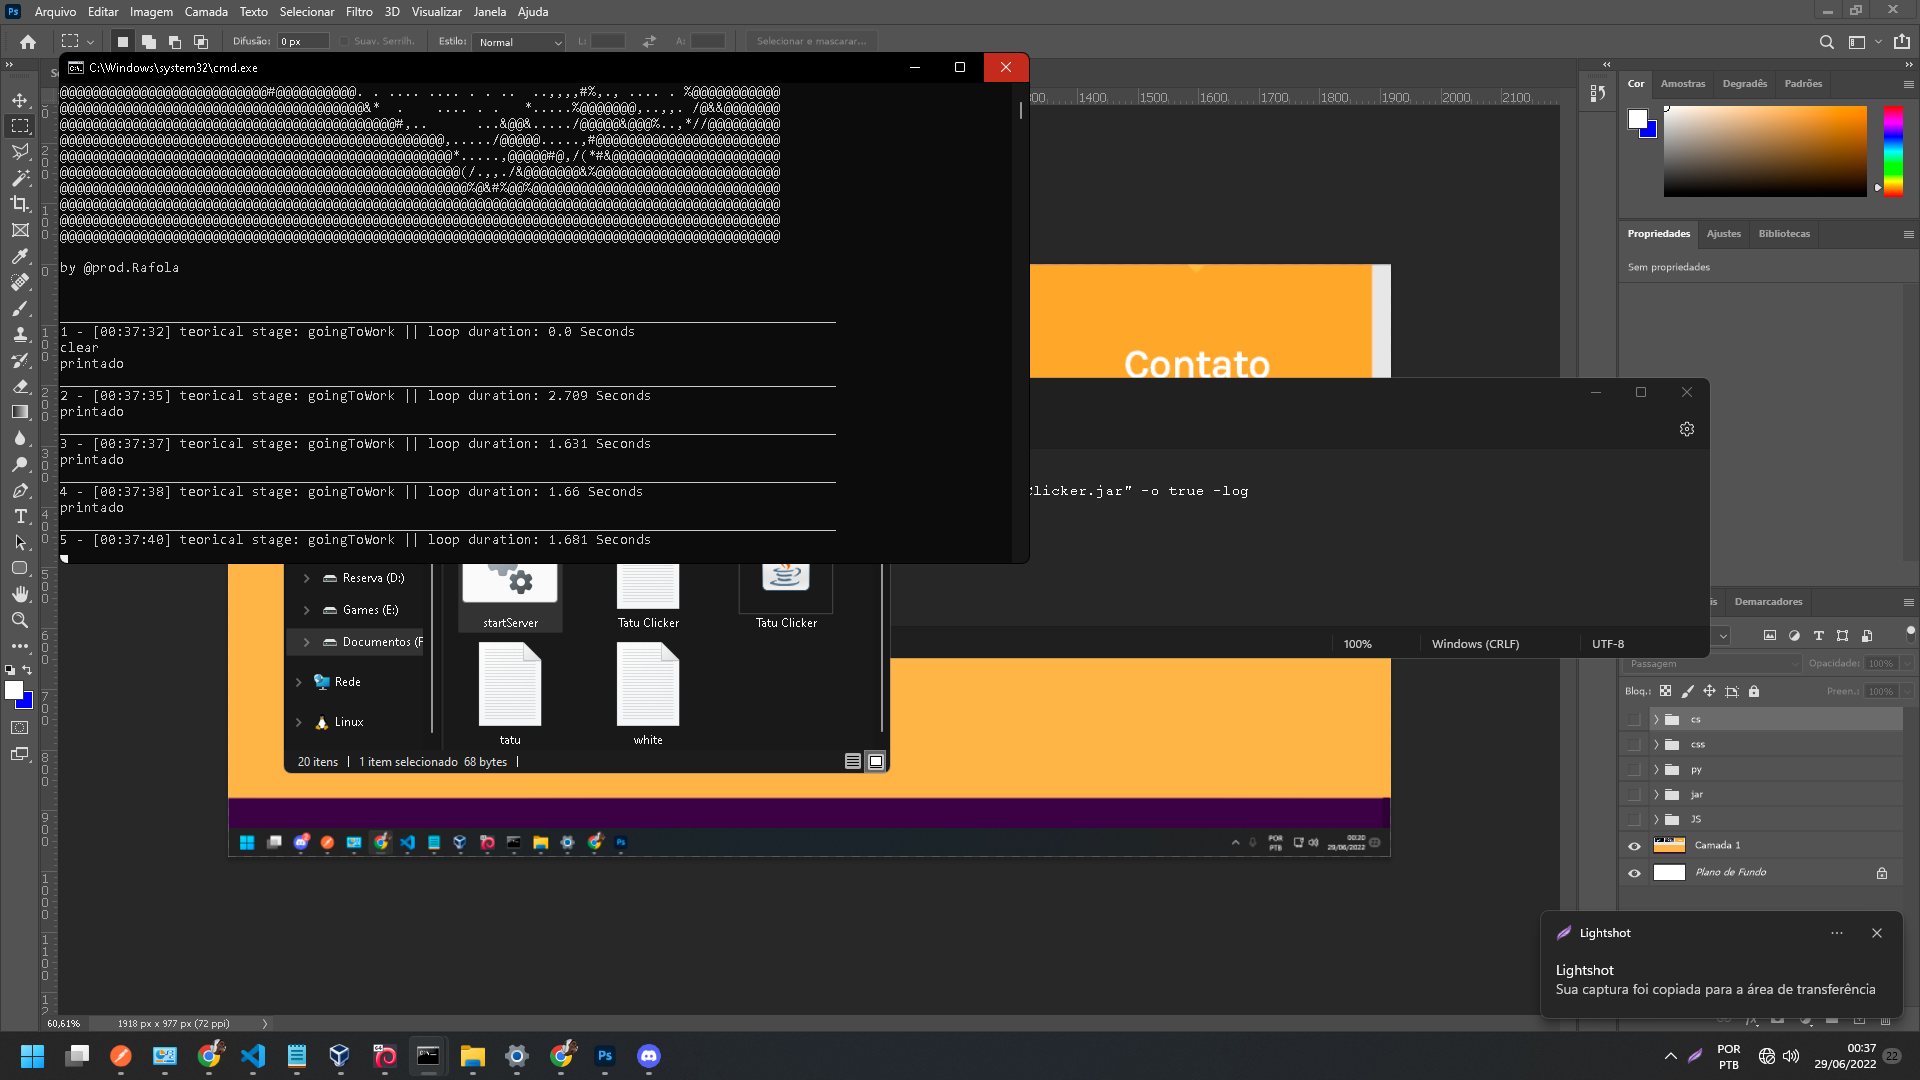 Arquivo Editar Imagem Camada Texto Selecionar Filtro 3D Visualizar Janela Ajuda
Difusão: 0 px Suav. Serrilh. Estilo: Normal L: A: Selecionar e mascarar...
C:\Windows\system32\cmd.exe
by @prod.Rafola
1 - [00:37:32] teorical stage: goingToWork || loop duration: 0.0 Seconds
clear
printado
2 - [00:37:35] teorical stage: goingToWork || loop duration: 2.709 Seconds
printado
3 - [00:37:37] teorical stage: goingToWork || loop duration: 1.631 Seconds
printado
4 - [00:37:38] teorical stage: goingToWork || loop duration: 1.66 Seconds
printado
5 - [00:37:40] teorical stage: goingToWork || loop duration: 1.681 Seconds
1400 1500 1600 1700 1800 1900 2000 2100
Contato
Clicker.jar" -o true -log
100% Windows (CRLF) UTF-8
Reserva (D:)
Games (E:)
Documentos (F
Rede
Linux
startServer
Tatu Clicker
Tatu Clicker
tatu
white
20 itens 1 item selecionado 68 bytes
POR
PTB
00:20
29/06/2022
Cor Amostras Degradês Padrões
Propriedades Ajustes Bibliotecas
Sem propriedades
is Demarcadores
Passagem Opacidade: 100%
Bloq.: Preen.: 100%
cs
css
py
jar
JS
Camada 1
Plano de Fundo
Lightshot
Lightshot
Sua captura foi copiada para a área de transferência
60,61% 1918 px x 977 px (72 ppi)
POR
PTB
00:37
29/06/2022
22